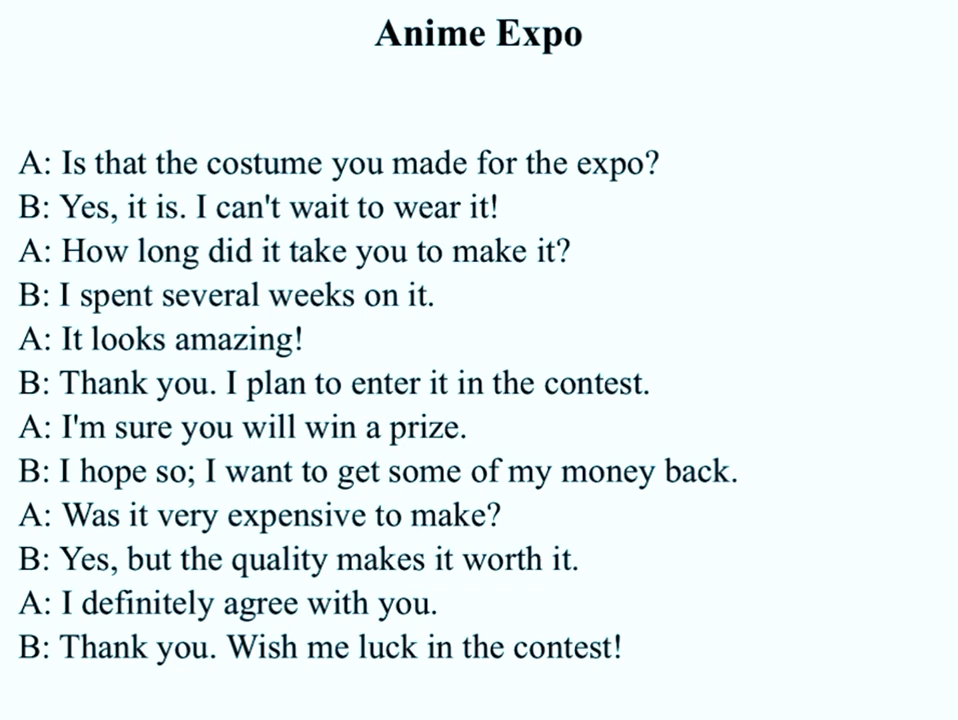 Anime Expo
A: Is that the costume you made for the expo?
B: Yes, it is. I can't wait to wear it!
A: How long did it take you to make it?
B: I spent several weeks on it.
A: It looks amazing!
B: Thank you. I plan to enter it in the contest.
A: I'm sure you will win a prize.
B: I hope so; I want to get some of my money back.
A: Was it very expensive to make?
B: Yes, but the quality makes it worth it.
A: I definitely agree with you.
B: Thank you. Wish me luck in the contest!